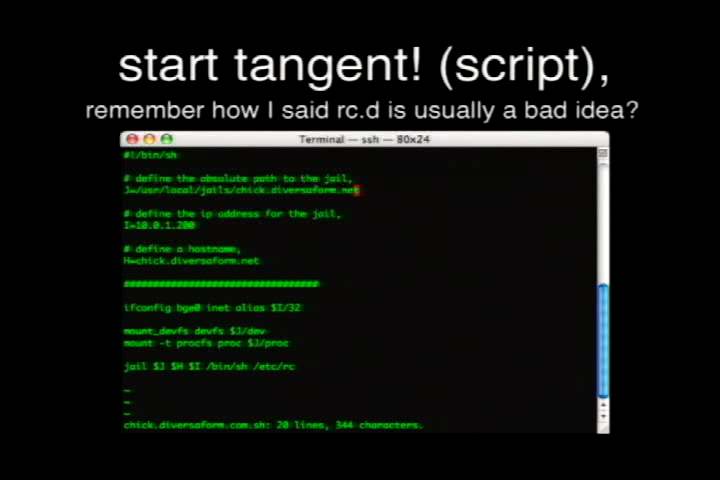 start tangent! (script),
remember how I said rc.d is usually a bad idea?
Terminal — ssh — 80x24
#!/bin/sh
# define the absolute path to the jail,
J=/usr/local/jails/chick.diversaform.net
# define the ip address for the jail,
I=10.0.1.200
# define a hostname,
H=chick.diversaform.net
################################
ifconfig bge0 inet alias $I/32
mount_devfs devfs $J/dev
mount -t procfs proc $J/proc
jail $J $H $I /bin/sh /etc/rc
~
~
~
chick.diversaform.com.sh: 20 lines, 344 characters.